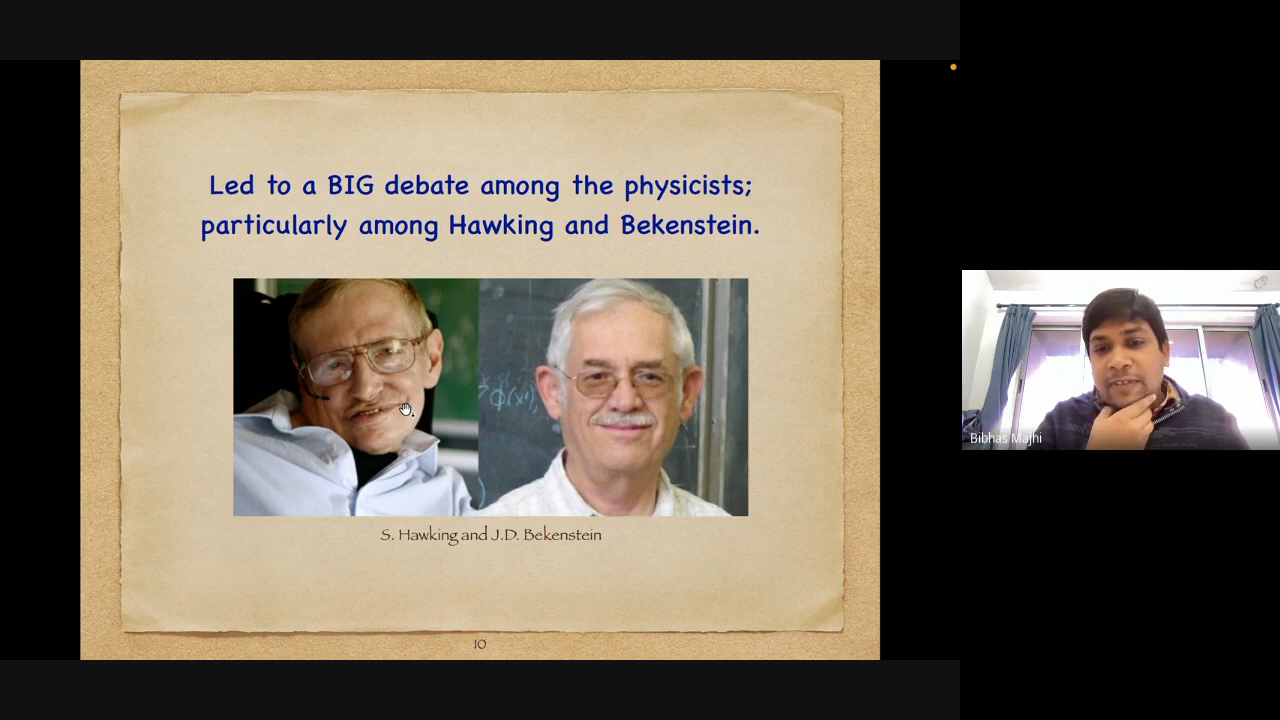 Led to a BIG debate among the physicists;
particularly among Hawking and Bekenstein.
S. Hawking and J.D. Bekenstein
10
Bibhas Majhi